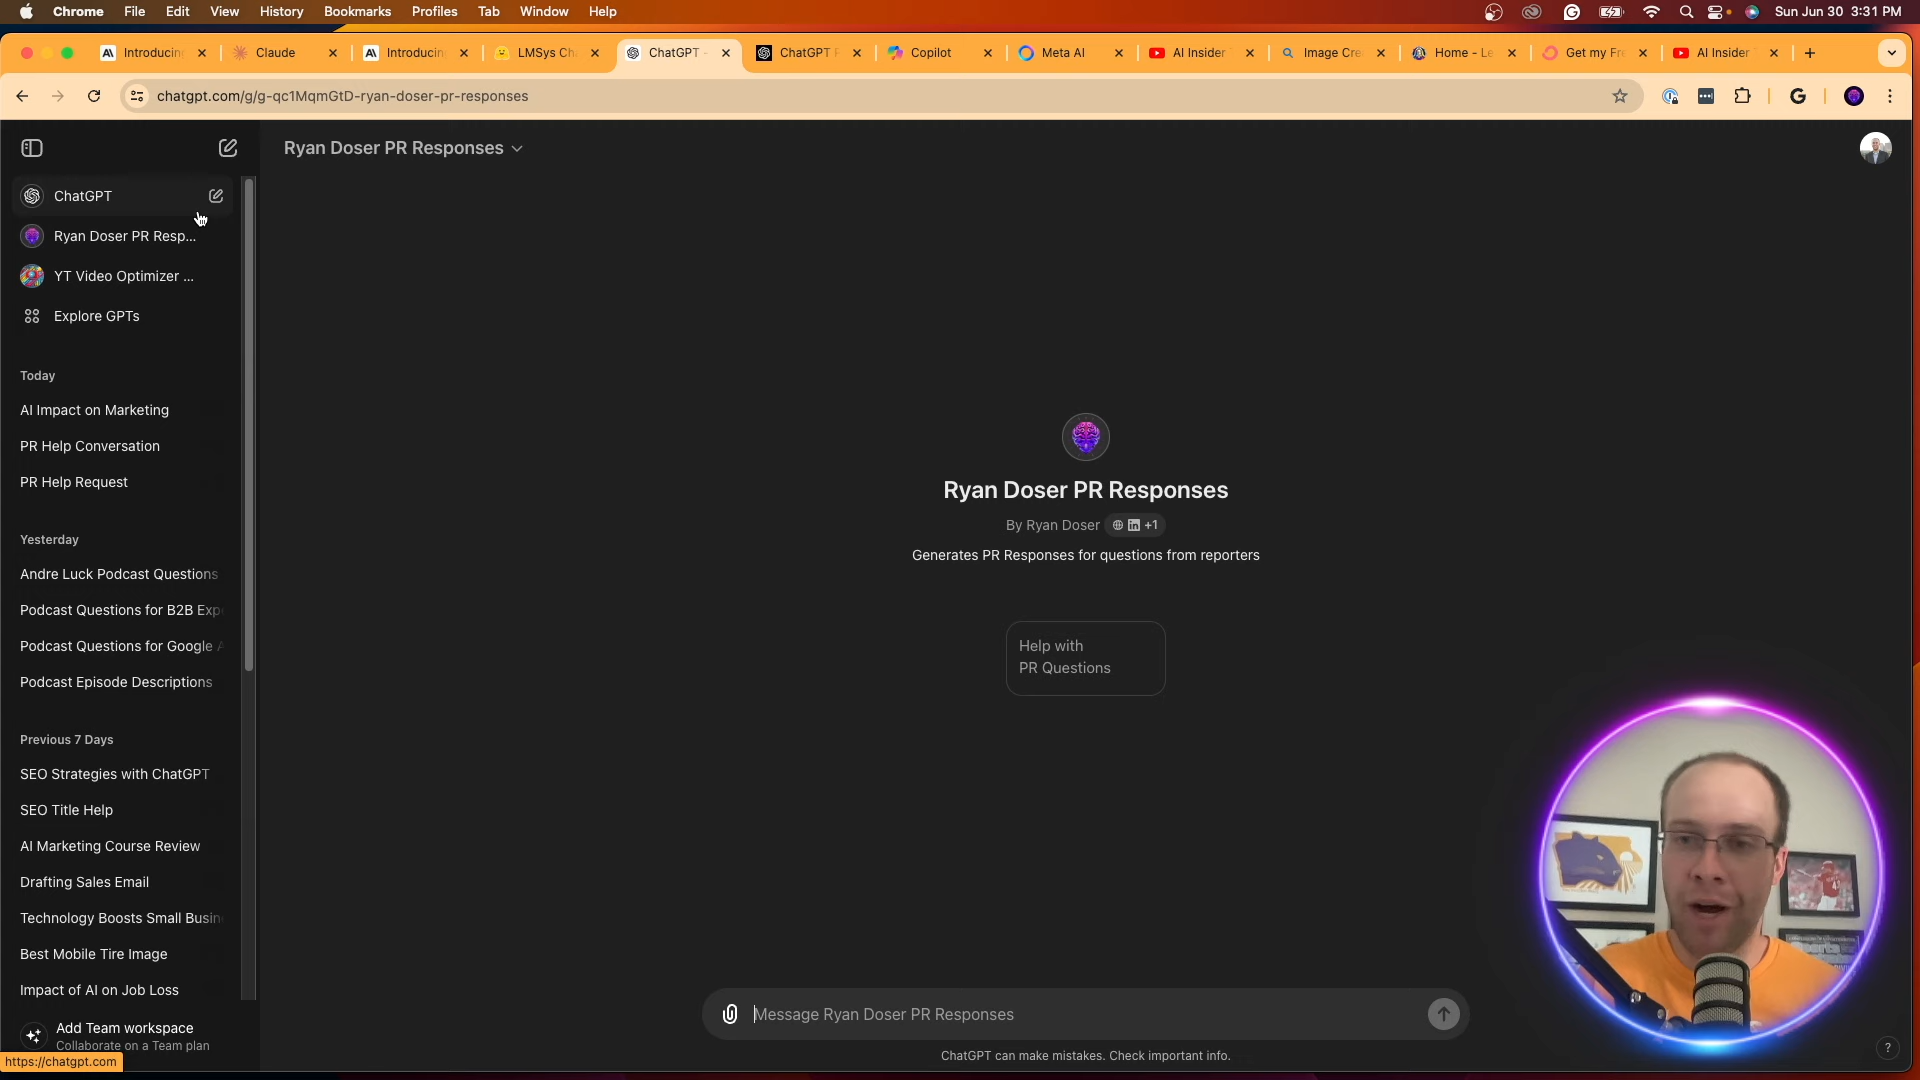 Chrome File Edit View History Bookmarks Profiles Tab Window Help Sun Jun 30 3:31 PM
Introducin Claude Introducin LMSys Ch ChatGPT - ChatGPT F Copilot Meta AI AI Insider Image Cre Home - Le Get my Fre AI Insider
chatgpt.com/g/g-qc1MqmGtD-ryan-doser-pr-responses
Ryan Doser PR Responses
ChatGPT
Ryan Doser PR Resp...
YT Video Optimizer ...
Explore GPTs
Today
AI Impact on Marketing
PR Help Conversation
PR Help Request
Yesterday
Andre Luck Podcast Questions
Podcast Questions for B2B Exp
Podcast Questions for Google A
Podcast Episode Descriptions
Previous 7 Days
SEO Strategies with ChatGPT
SEO Title Help
AI Marketing Course Review
Drafting Sales Email
Technology Boosts Small Busin
Best Mobile Tire Image
Impact of AI on Job Loss
Add Team workspace
Collaborate on a Team plan
https://chatgpt.com
Ryan Doser PR Responses
By Ryan Doser +1
Generates PR Responses for questions from reporters
Help with
PR Questions
Message Ryan Doser PR Responses
ChatGPT can make mistakes. Check important info.
?